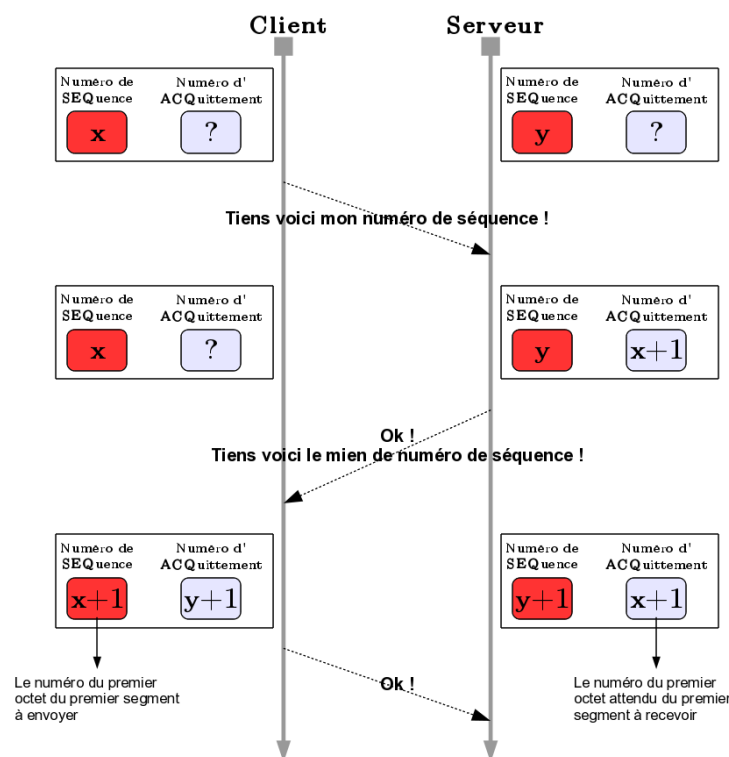 Client Serveur
Numéro de Numéro d' Numéro de Numéro d'
SEQuence ACQuittement SEQuence ACQuittement
x ? y ?
Tiens voici mon numéro de séquence !
Numéro de Numéro d' Numéro de Numéro d'
SEQuence ACQuittement SEQuence ACQuittement
x ? y x+1
Ok !
Tiens voici le mien de numéro de séquence !
Numéro de Numéro d' Numéro de Numéro d'
SEQuence ACQuittement SEQuence ACQuittement
x+1 y+1 y+1 x+1
Le numéro du premier
octet du premier segment
à envoyer
Ok !
Le numéro du premier
octet attendu du premier
segment à recevoir